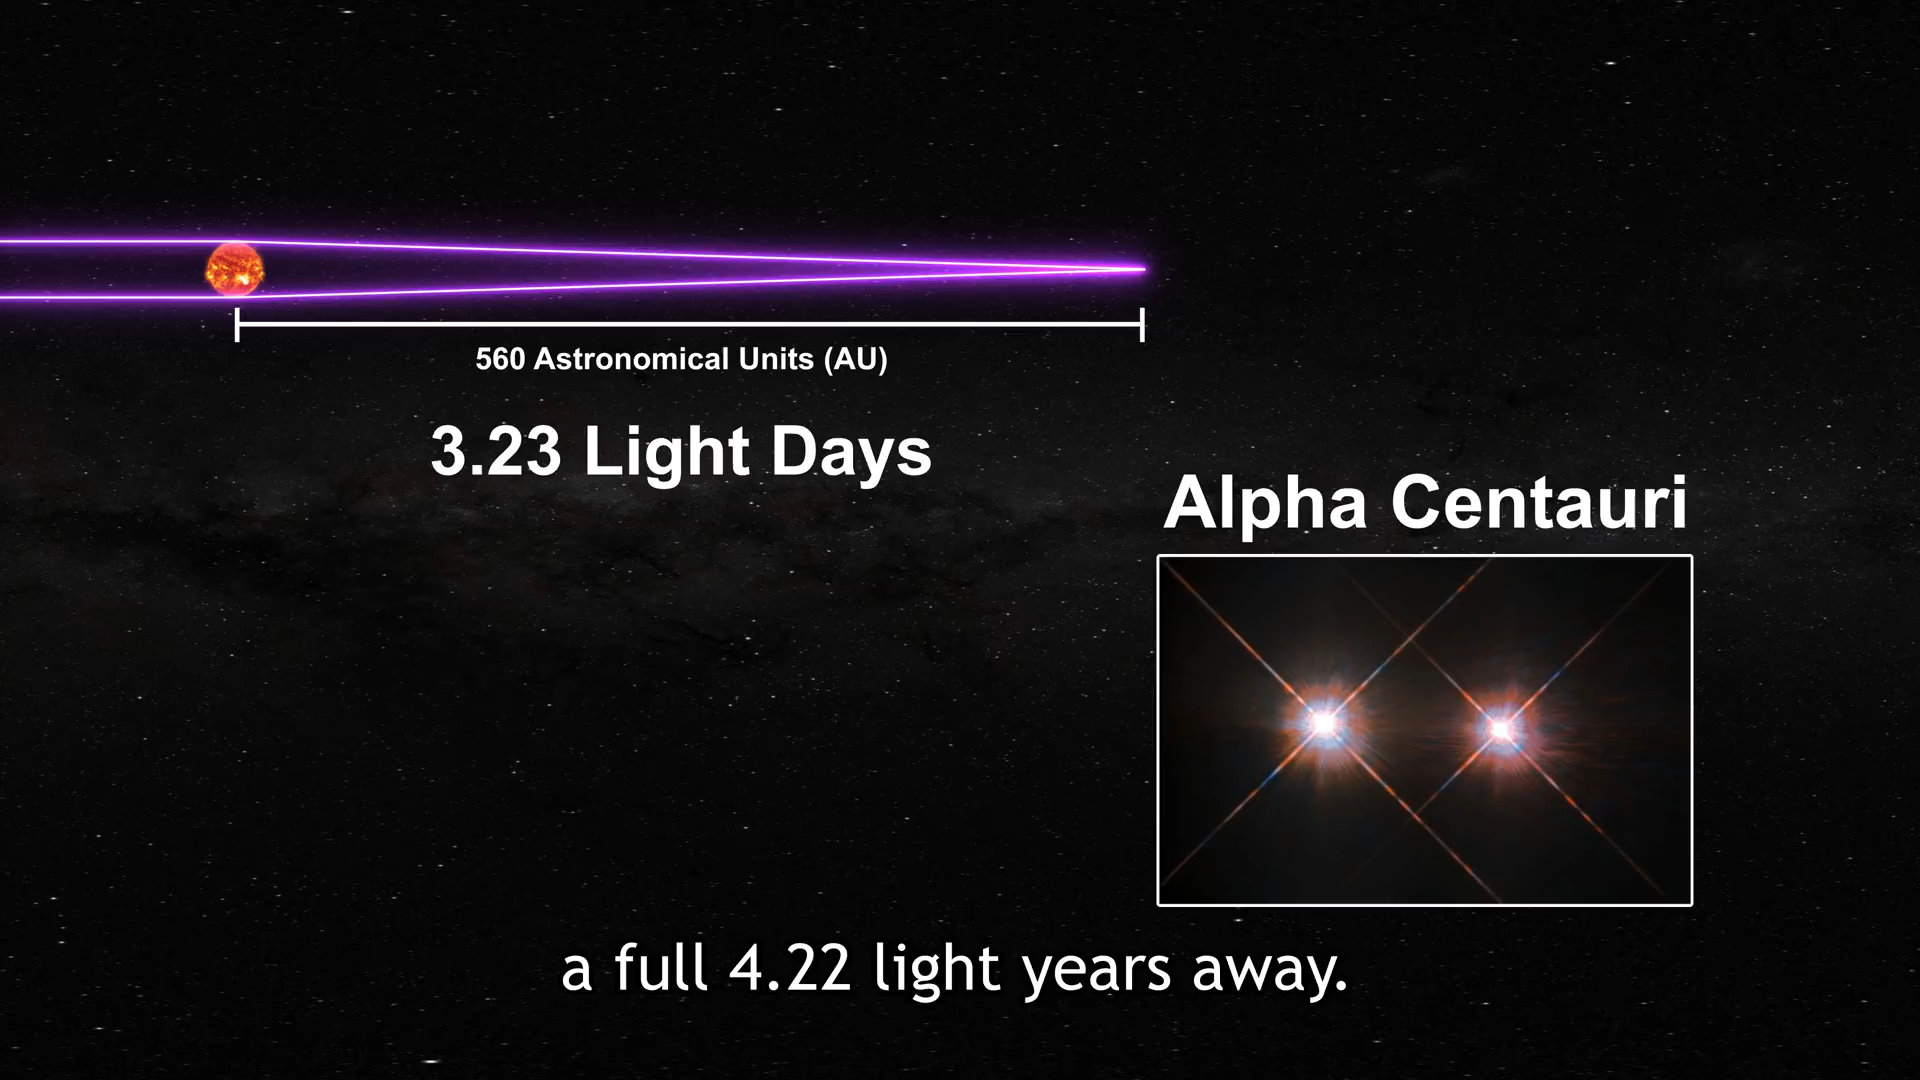 560 Astronomical Units (AU)
3.23 Light Days
Alpha Centauri
a full 4.22 light years away.